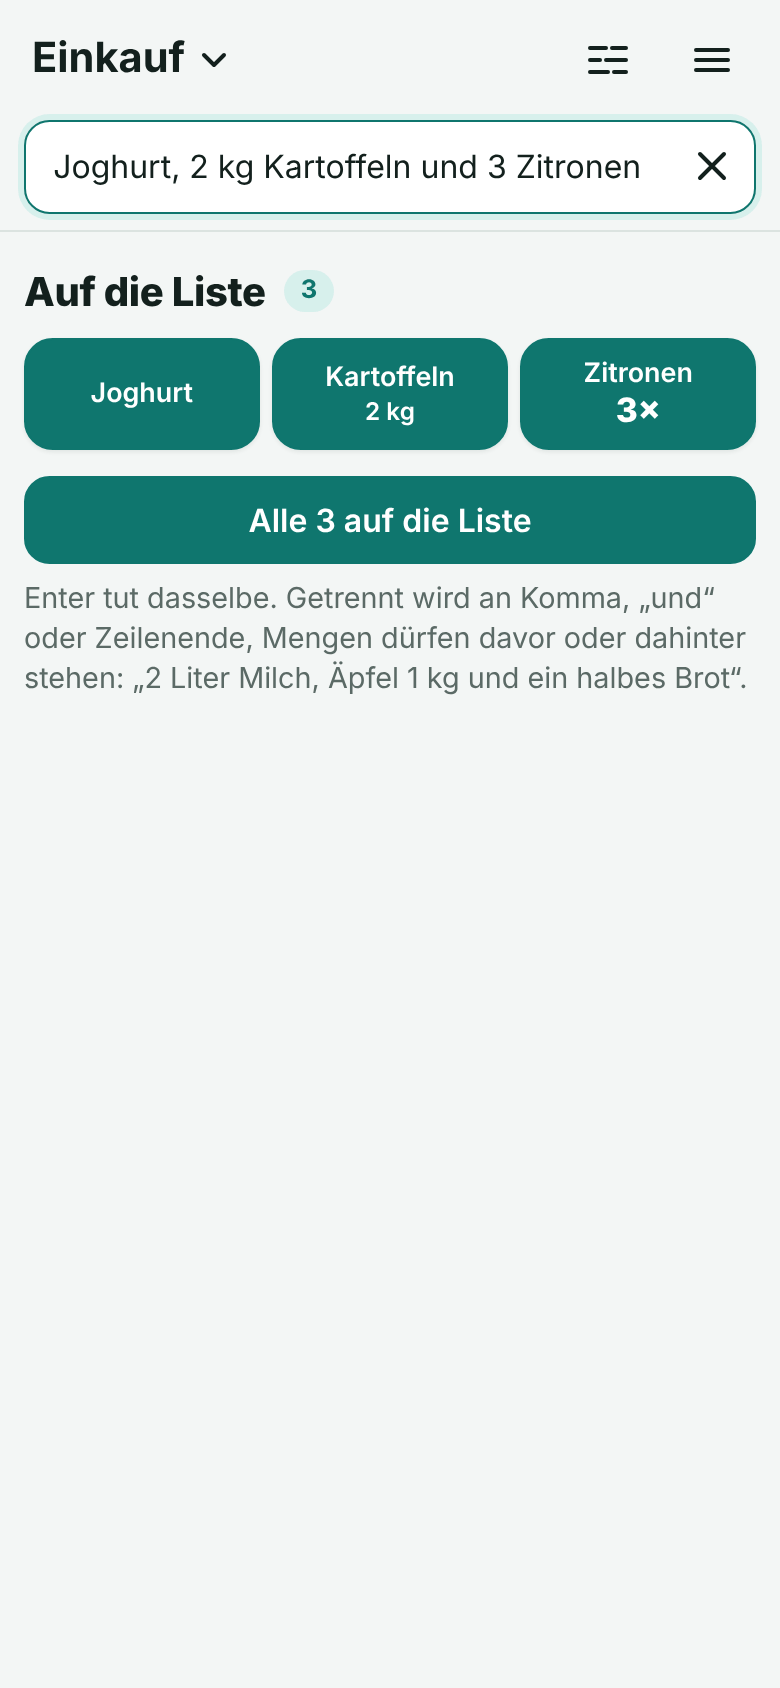 Einkauf
Joghurt, 2 kg Kartoffeln und 3 Zitronen
Auf die Liste 3
Joghurt
Kartoffeln
2 kg
Zitronen
3×
Alle 3 auf die Liste
Enter tut dasselbe. Getrennt wird an Komma, „und“
oder Zeilenende, Mengen dürfen davor oder dahinter
stehen: „2 Liter Milch, Äpfel 1 kg und ein halbes Brot“.